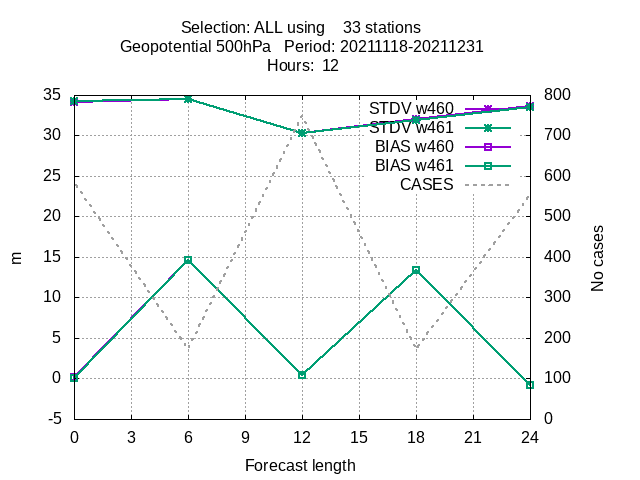 Selection: ALL using    33 stations
Geopotential 500hPa   Period: 20211118-20211231
Hours:  12
35 800
STDV w460
STDV w461
30 700
BIAS w460
BIAS w461
25 600
CASES
20 500
15 400
m
No cases
10 300
5 200
0 100
-5 0
0 3 6 9 12 15 18 21 24
Forecast length